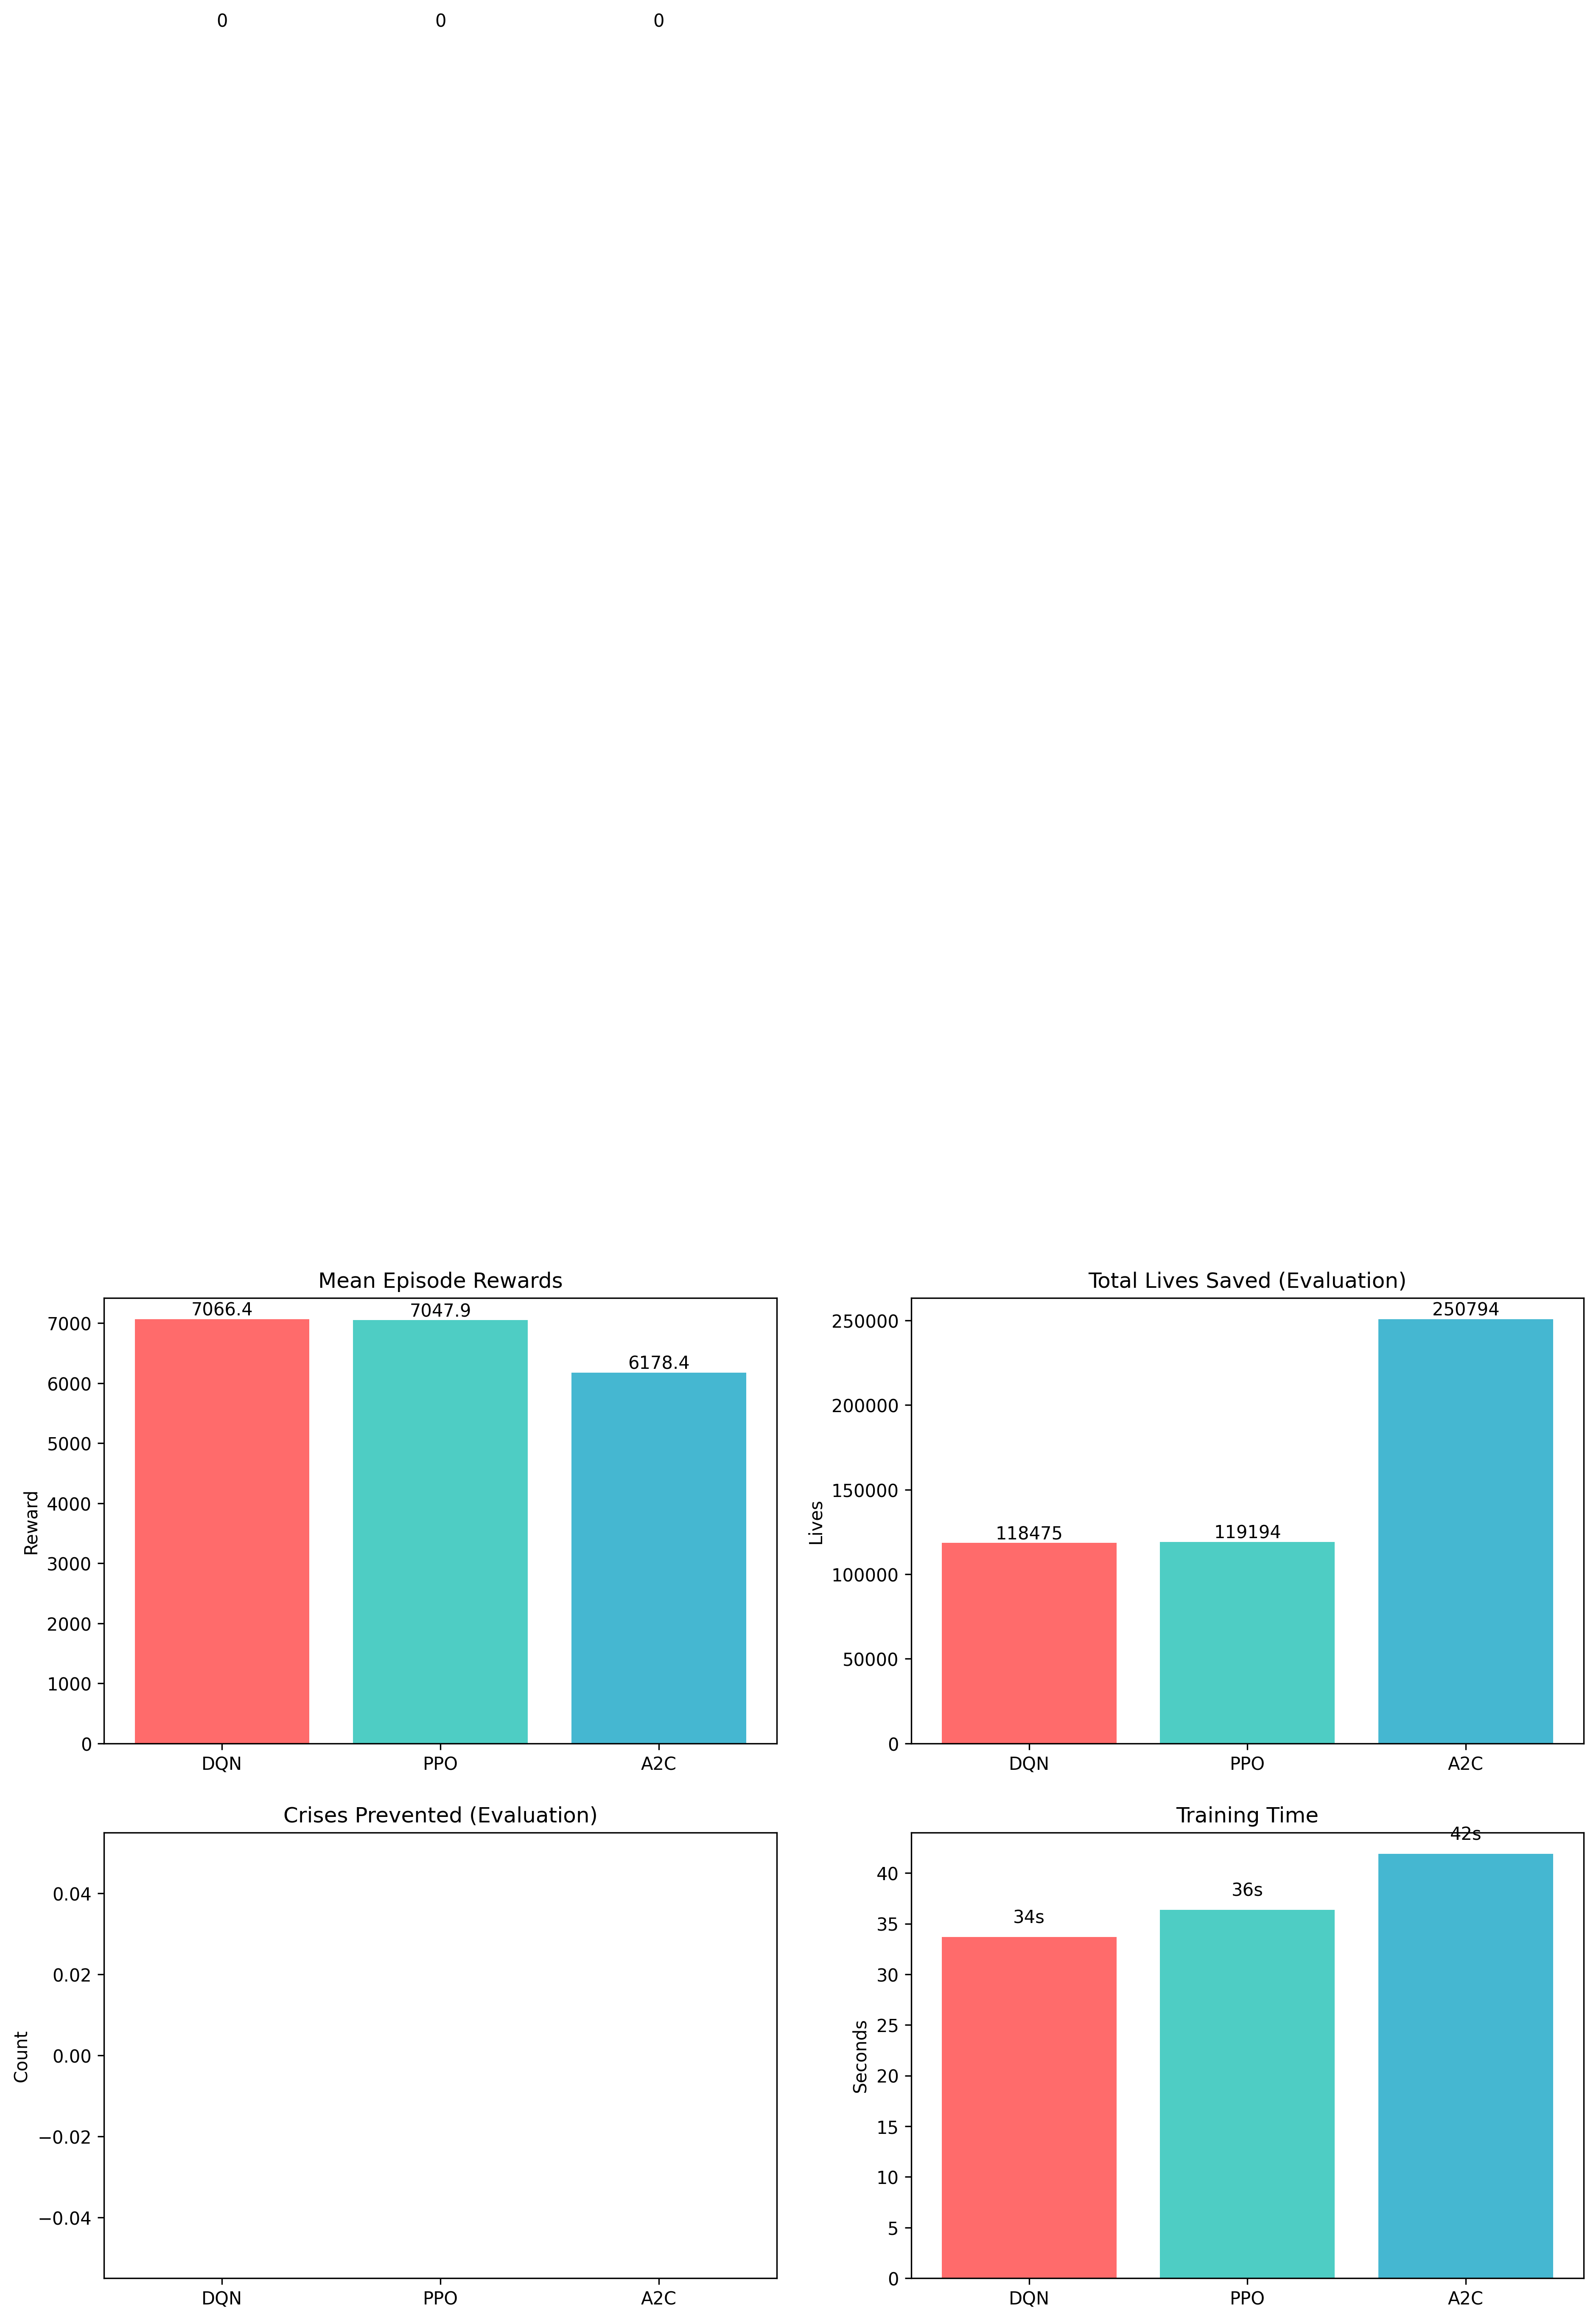 0 0 0
Mean Episode Rewards
7066.4 7047.9 6178.4
7000
6000
5000
4000
3000
2000
1000
0
Reward
DQN PPO A2C
Total Lives Saved (Evaluation)
118475 119194 250794
250000
200000
150000
100000
50000
0
Lives
DQN PPO A2C
Crises Prevented (Evaluation)
0.04
0.02
0.00
−0.02
−0.04
Count
DQN PPO A2C
Training Time
34s 36s 42s
40
35
30
25
20
15
10
5
0
Seconds
DQN PPO A2C